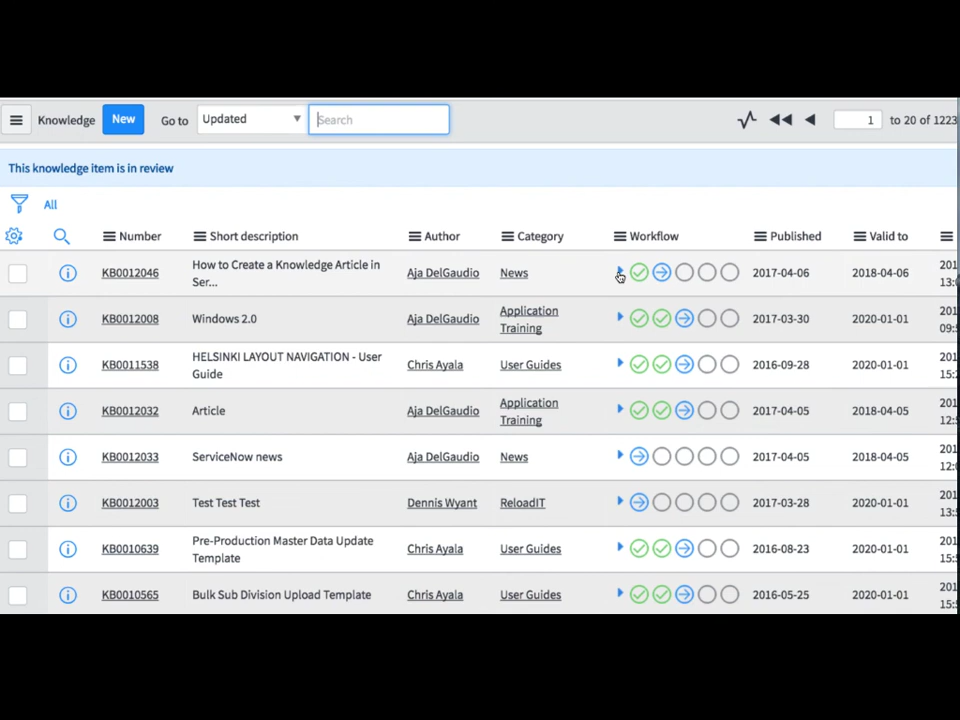 Knowledge New Go to Updated Search 1 to 20 of 1223
This knowledge item is in review
All
Number Short description Author Category Workflow Published Valid to
KB0012046 How to Create a Knowledge Article in Ser... Aja DelGaudio News 2017-04-06 2018-04-06
KB0012008 Windows 2.0 Aja DelGaudio Application Training 2017-03-30 2020-01-01
KB0011538 HELSINKI LAYOUT NAVIGATION - User Guide Chris Ayala User Guides 2016-09-28 2020-01-01
KB0012032 Article Aja DelGaudio Application Training 2017-04-05 2018-04-05
KB0012033 ServiceNow news Aja DelGaudio News 2017-04-05 2018-04-05
KB0012003 Test Test Test Dennis Wyant ReloadIT 2017-03-28 2020-01-01
KB0010639 Pre-Production Master Data Update Template Chris Ayala User Guides 2016-08-23 2020-01-01
KB0010565 Bulk Sub Division Upload Template Chris Ayala User Guides 2016-05-25 2020-01-01